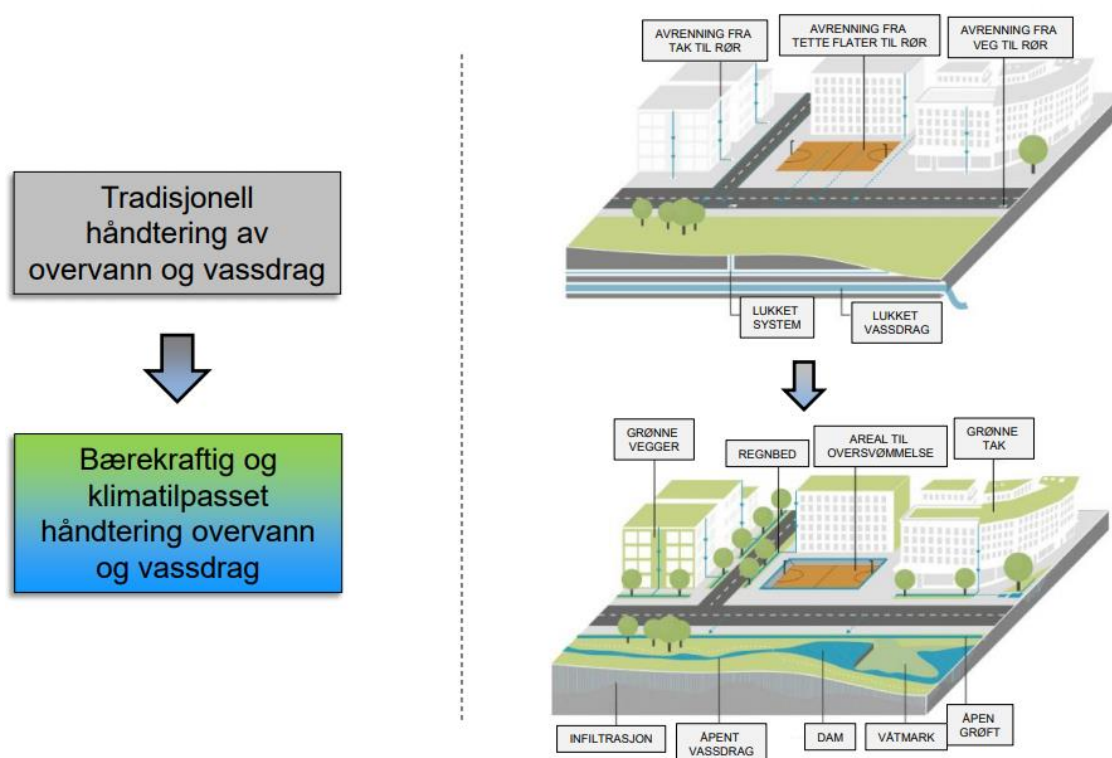 Tradisjonell
håndtering av
overvann og vassdrag
Bærekraftig og
klimatilpasset
håndtering overvann
og vassdrag
AVRENNING FRA
TAK TIL RØR
AVRENNING FRA
TETTE FLATER TIL RØR
AVRENNING FRA
VEG TIL RØR
LUKKET
SYSTEM
LUKKET
VASSDRAG
GRØNNE
VEGGER
REGNBED
AREAL TIL
OVERSVØMMELSE
GRØNNE
TAK
INFILTRASJON
ÅPENT
VASSDRAG
DAM
VÅTMARK
ÅPEN
GRØFT